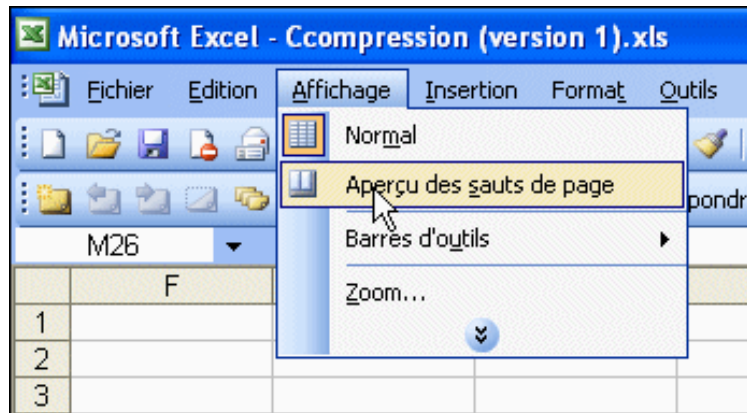 Microsoft Excel - Ccompression (version 1).xls
Fichier Edition Affichage Insertion Format Outils
Normal
Aperçu des sauts de page
pondr
M26
Barres d'outils
F
Zoom...
1
2
3